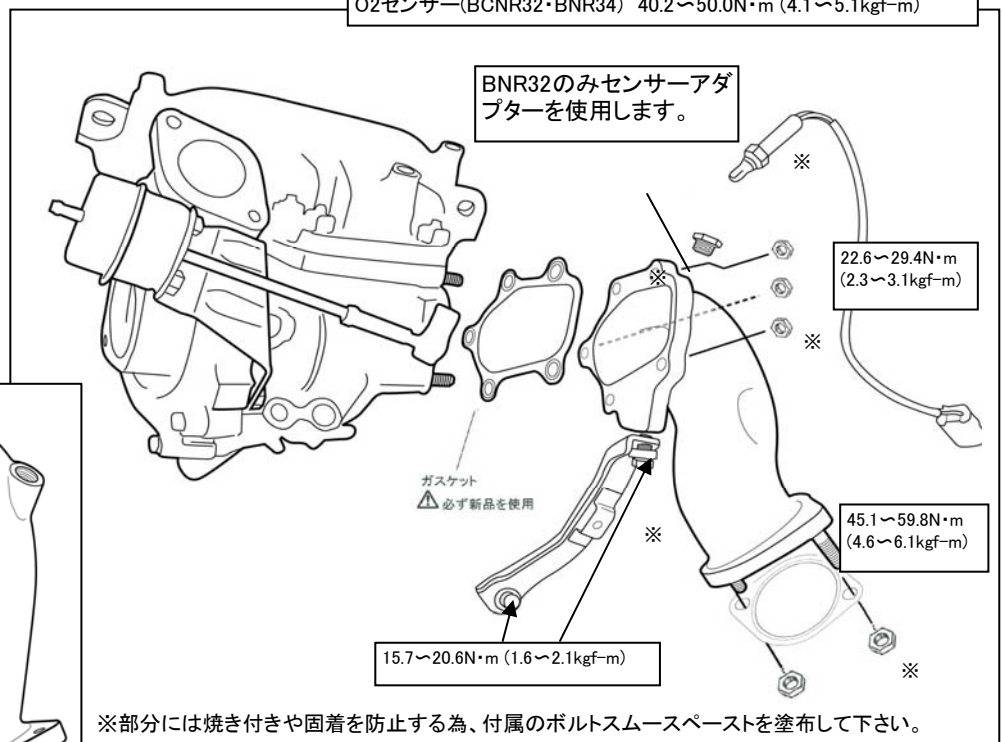 O2センサー(BCNR32・BNR34) 40.2～50.0N・m (4.1～5.1kgf-m)
BNR32のみセンサーアダ
プターを使用します。
※
※
22.6～29.4N・m
(2.3～3.1kgf-m)
※
ガスケット
⚠必ず新品を使用
※
45.1～59.8N・m
(4.6～6.1kgf-m)
15.7～20.6N・m (1.6～2.1kgf-m)
※
※部分には焼き付きや固着を防止する為、付属のボルトスムースペーストを塗布して下さい。